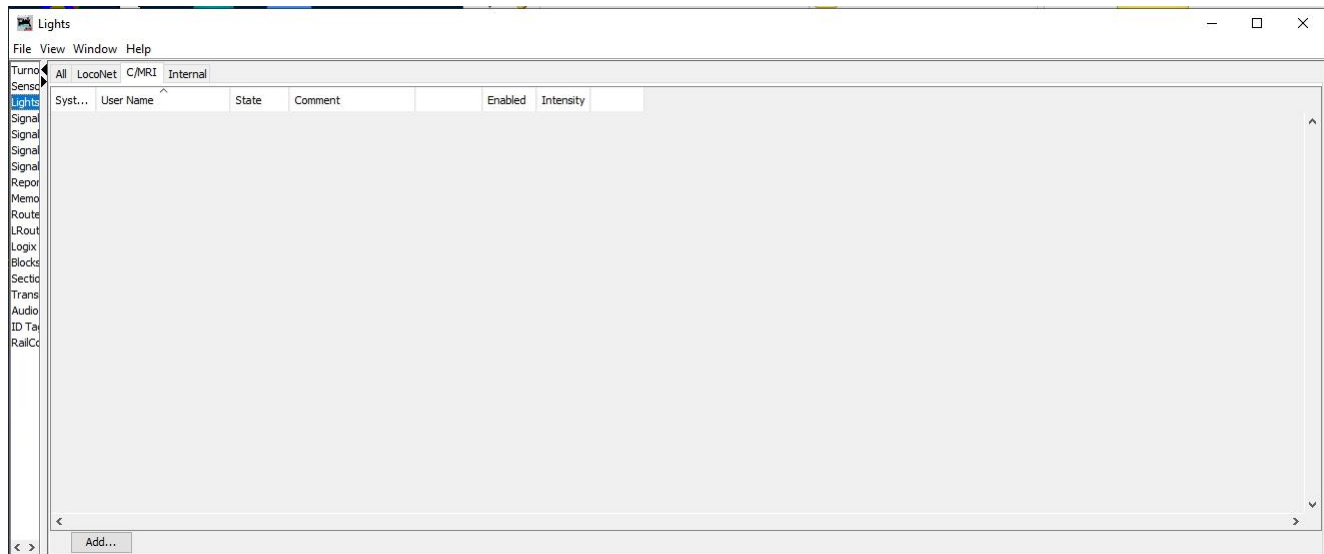 Lights
File View Window Help
All LocoNet C/MRI Internal
Syst... User Name State Comment Enabled Intensity
Turno
Senso
Lights
Signal
Signal
Signal
Signal
Repor
Memo
Route
LRout
Logix
Blocks
Sectio
Trans
Audio
ID Ta
RailCo
Add...